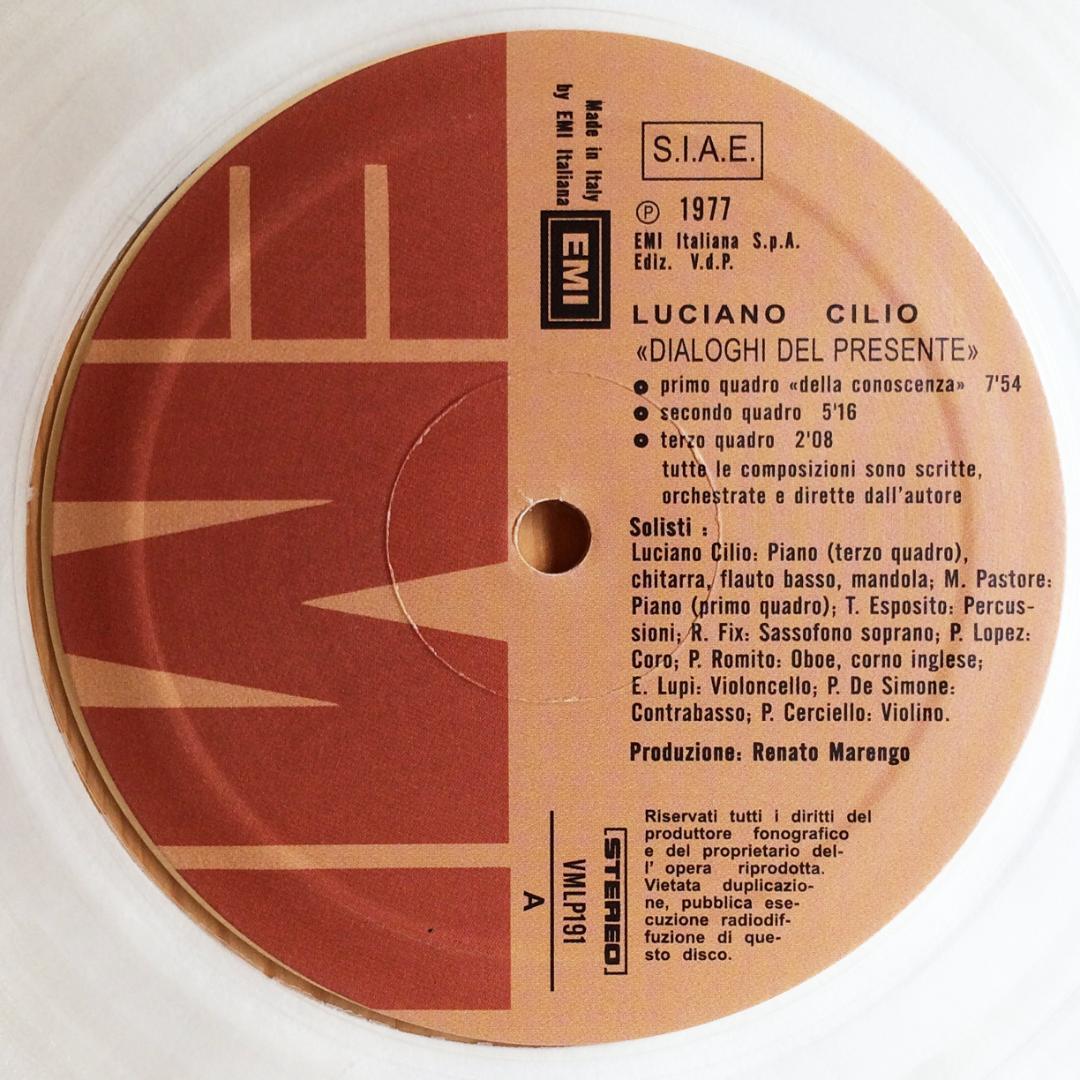 Made in Italy
by EMI Italiana
EMI
S.I.A.E.
℗ 1977
EMI Italiana S.p.A.
Ediz. V.d.P.
LUCIANO CILIO
«DIALOGHI DEL PRESENTE»
primo quadro «della conoscenza» 7'54
secondo quadro 5'16
terzo quadro 2'08
tutte le composizioni sono scritte,
orchestrate e dirette dall'autore
Solisti :
Luciano Cilio: Piano (terzo quadro),
chitarra, flauto basso, mandola; M. Pastore:
Piano (primo quadro); T. Esposito: Percus-
sioni; R. Fix: Sassofono soprano; P. Lopez:
Coro; P. Romito: Oboe, corno inglese;
E. Lupi: Violoncello; P. De Simone:
Contrabasso; P. Cerciello: Violino.
Produzione: Renato Marengo
STEREO
VMLP191
A
Riservati tutti i diritti del
produttore fonografico
e del proprietario del-
l' opera riprodotta.
Vietata duplicazio-
ne, pubblica ese-
cuzione radiodif-
fuzione di que-
sto disco.
EMI